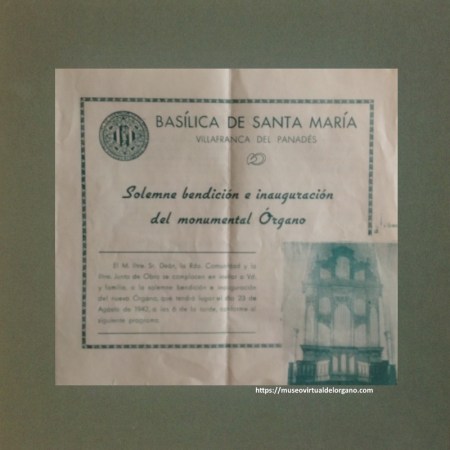 BASÍLICA DE SANTA MARÍA
VILLAFRANCA DEL PANADÉS
Solemne bendición e inauguración
del monumental Órgano
El M. Iltre. Sr. Deán, la Rda. Comunidad y la
Iltre. Junta de Obra se complacen en invitar a Vd.
y familia, a la solemne bendición e inauguración
del nuevo Órgano, que tendrá lugar el día 23 de
Agosto de 1942, a las 6 de la tarde, conforme al
siguiente programa:
https://museovirtualdelorgano.com